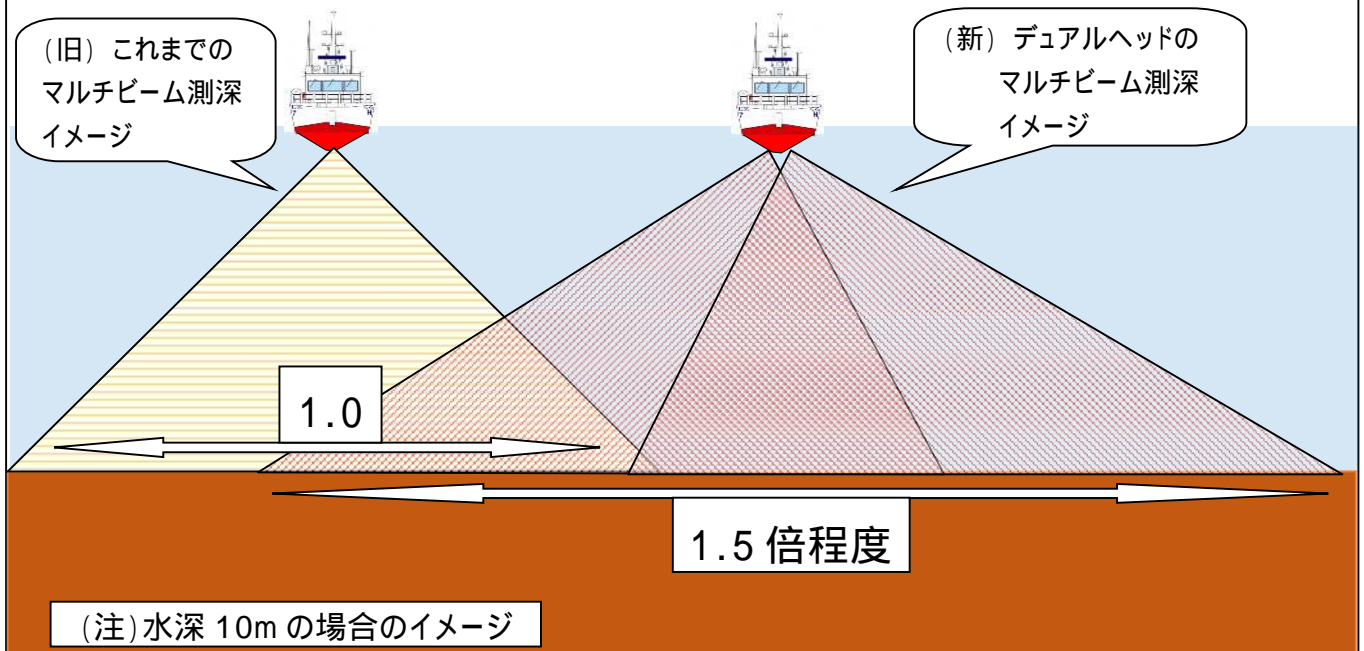 (旧) これまでの
マルチビーム測深
イメージ
(新) デュアルヘッドの
マルチビーム測深
イメージ
1.0
1.5倍程度
(注)水深 10m の場合のイメージ